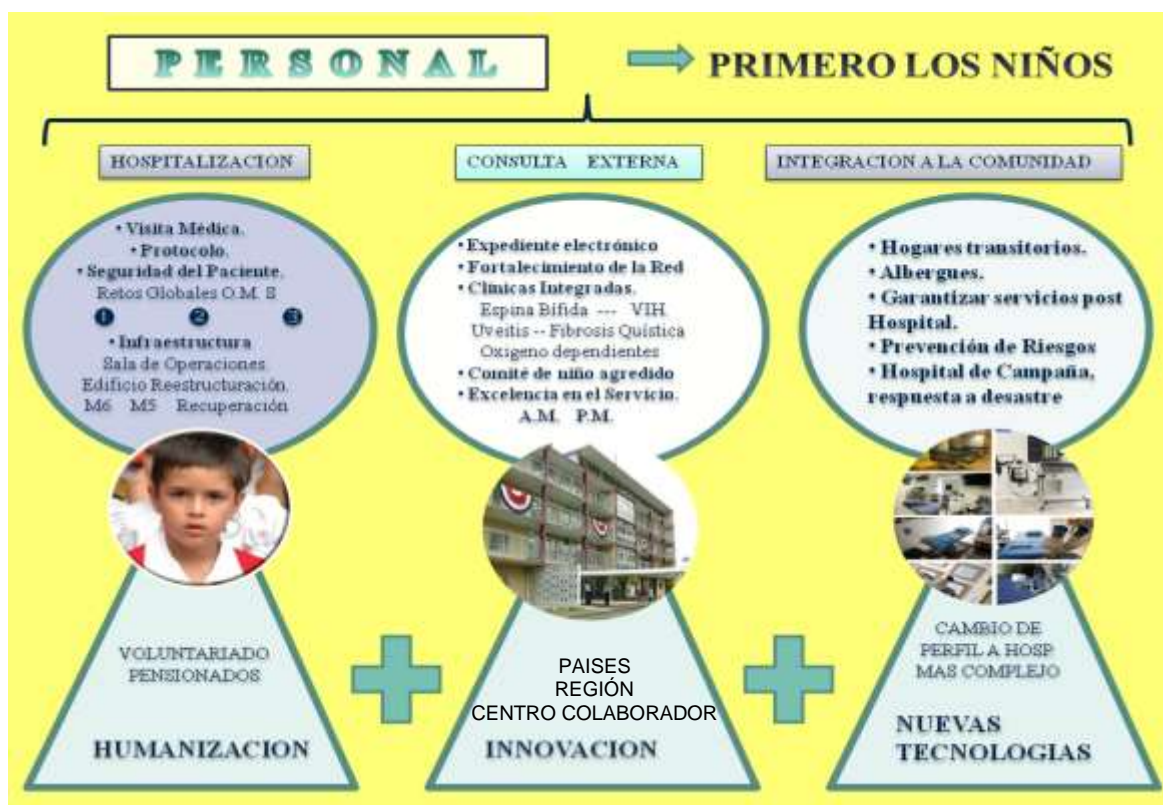 PERSONAL
PRIMERO LOS NIÑOS
HOSPITALIZACION
• Visita Médica.
• Protocolo.
• Seguridad del Paciente.
Retos Globales O.M. S
1 2 3
• Infraestructura
Sala de Operaciones.
Edificio Reestructuración.
M6 M5 Recuperación
CONSULTA EXTERNA
• Expediente electrónico
• Fortalecimiento de la Red
• Clínicas Integradas.
Espina Bífida --- VIH
Uveitis -- Fibrosis Quística
Oxigeno dependientes
• Comité de niño agredido
• Excelencia en el Servicio.
A.M. P.M.
INTEGRACION A LA COMUNIDAD
• Hogares transitorios.
• Albergues.
• Garantizar servicios post
Hospital.
• Prevención de Riesgos
• Hospital de Campaña,
respuesta a desastre
VOLUNTARIADO
PENSIONADOS
HUMANIZACION
PAISES
REGIÓN
CENTRO COLABORADOR
INNOVACION
CAMBIO DE
PERFIL A HOSP.
MAS COMPLEJO
NUEVAS
TECNOLOGIAS